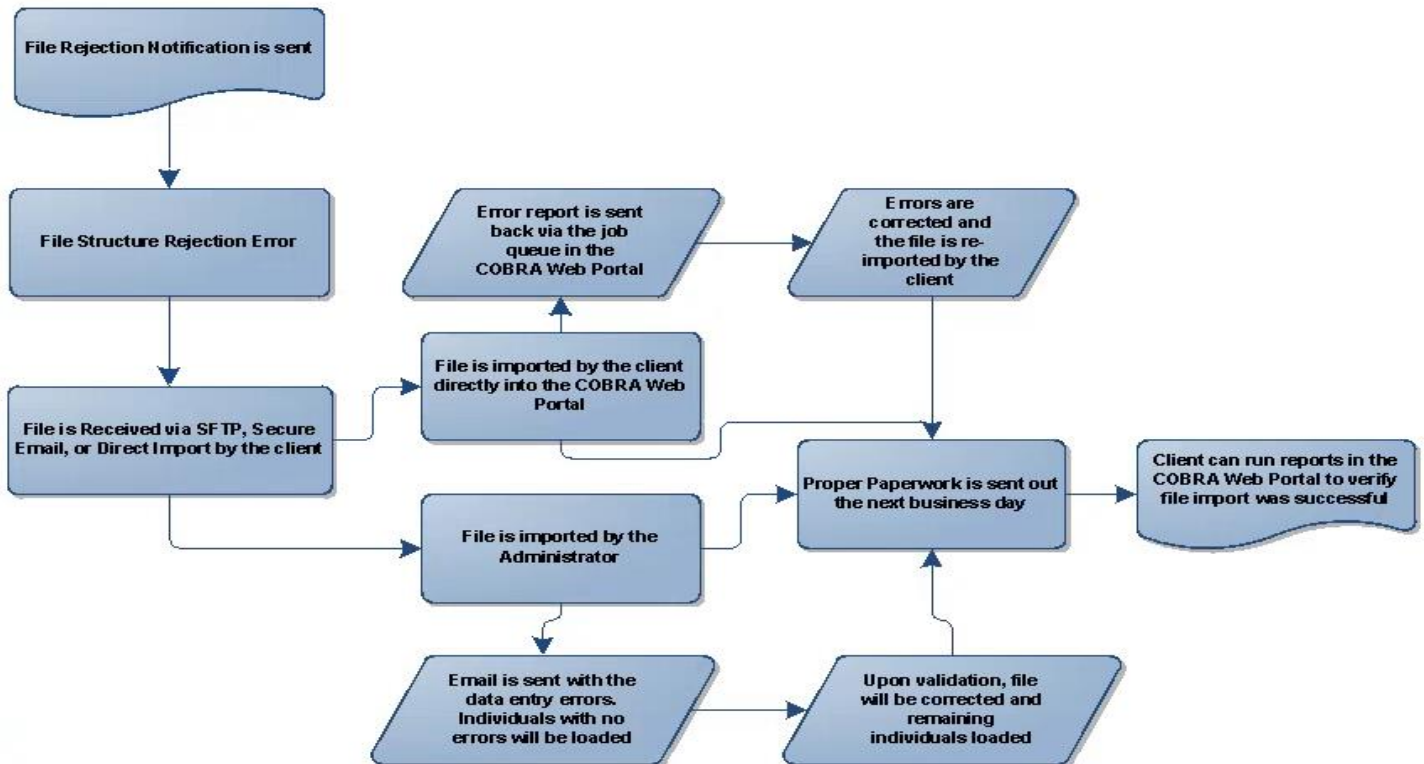 File Rejection Notification is sent
File Structure Rejection Error
Error report is sent
back via the job
queue in the
COBRA Web Portal
Errors are
corrected and
the file is re-
imported by the
client
File is imported by the client
directly into the COBRA Web
Portal
File is Received via SFTP, Secure
Email, or Direct Import by the client
Proper Paperwork is sent out
the next business day
Client can run reports in the
COBRA Web Portal to verify
file import was successful
File is imported by the
Administrator
Email is sent with the
data entry errors.
Individuals with no
errors will be loaded
Upon validation, file
will be corrected and
remaining
individuals loaded